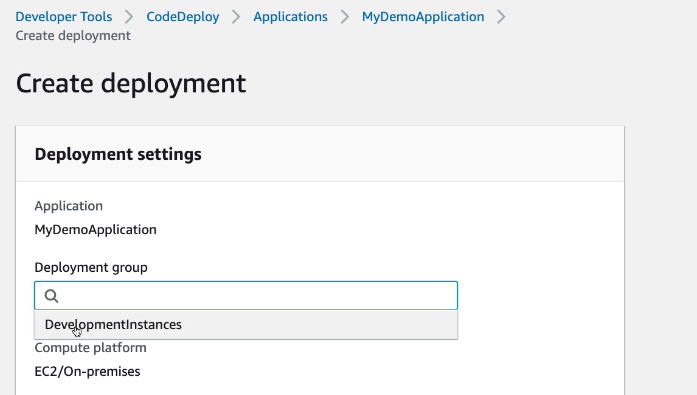 Developer Tools > CodeDeploy > Applications > MyDemoApplication >
Create deployment
Create deployment
Deployment settings
Application
MyDemoApplication
Deployment group
DevelopmentInstances
Compute platform
EC2/On-premises